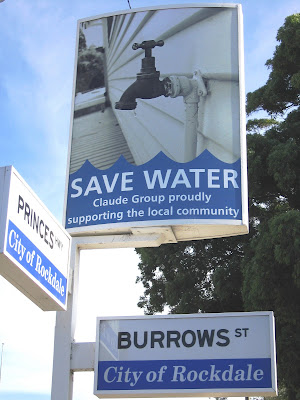 SAVE WATER
Claude Group proudly
supporting the local community
PRINCES HWY
City of Rockdale
BURROWS ST
City of Rockdale